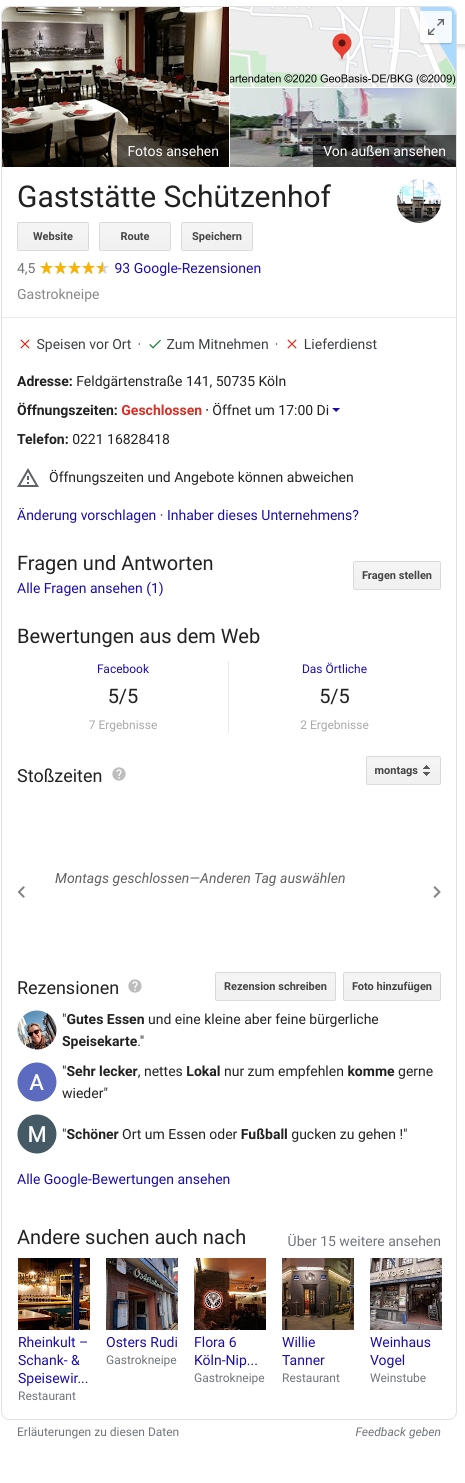 artendaten ©2020 GeoBasis-DE/BKG (©2009)
Fotos ansehen
Von außen ansehen
Gaststätte Schützenhof
Website
Route
Speichern
4,5 93 Google-Rezensionen
Gastrokneipe
Speisen vor Ort · Zum Mitnehmen · Lieferdienst
Adresse: Feldgärtenstraße 141, 50735 Köln
Öffnungszeiten: Geschlossen · Öffnet um 17:00 Di
Telefon: 0221 16828418
Öffnungszeiten und Angebote können abweichen
Änderung vorschlagen · Inhaber dieses Unternehmens?
Fragen und Antworten
Alle Fragen ansehen (1)
Fragen stellen
Bewertungen aus dem Web
Facebook
5/5
7 Ergebnisse
Das Örtliche
5/5
2 Ergebnisse
Stoßzeiten ?
montags
Montags geschlossen—Anderen Tag auswählen
Rezensionen ?
Rezension schreiben
Foto hinzufügen
"Gutes Essen und eine kleine aber feine bürgerliche
Speisekarte."
A
"Sehr lecker, nettes Lokal nur zum empfehlen komme gerne
wieder"
M
"Schöner Ort um Essen oder Fußball gucken zu gehen !"
Alle Google-Bewertungen ansehen
Andere suchen auch nach
Über 15 weitere ansehen
Rheinkult –
Schank- &
Speisewir...
Restaurant
Osters Rudi
Gastrokneipe
Flora 6
Köln-Nip...
Gastrokneipe
Willie
Tanner
Restaurant
Weinhaus
Vogel
Weinstube
Erläuterungen zu diesen Daten
Feedback geben